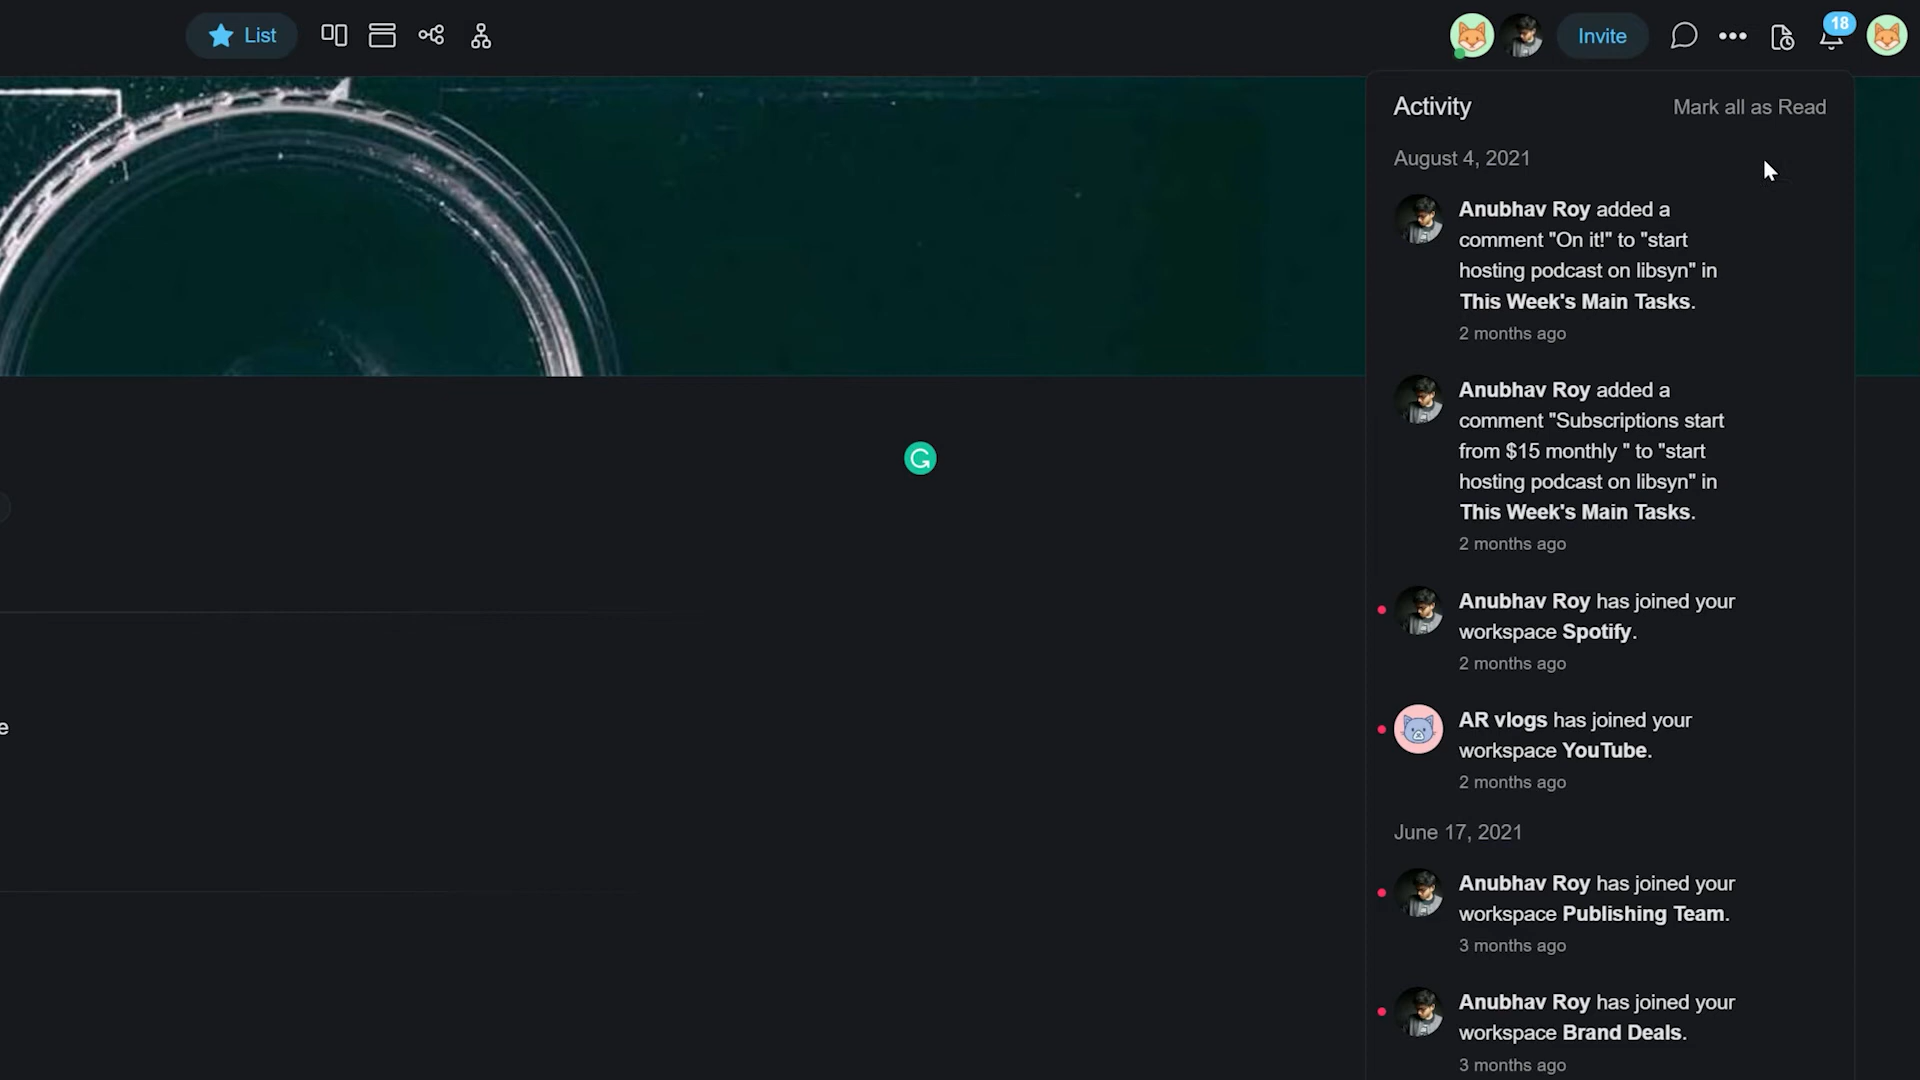 List
Invite
18
Activity
Mark all as Read
August 4, 2021
Anubhav Roy added a
comment "On it!" to "start
hosting podcast on libsyn" in
This Week's Main Tasks.
2 months ago
Anubhav Roy added a
comment "Subscriptions start
from $15 monthly " to "start
hosting podcast on libsyn" in
This Week's Main Tasks.
2 months ago
Anubhav Roy has joined your
workspace Spotify.
2 months ago
AR vlogs has joined your
workspace YouTube.
2 months ago
e
June 17, 2021
Anubhav Roy has joined your
workspace Publishing Team.
3 months ago
Anubhav Roy has joined your
workspace Brand Deals.
3 months ago